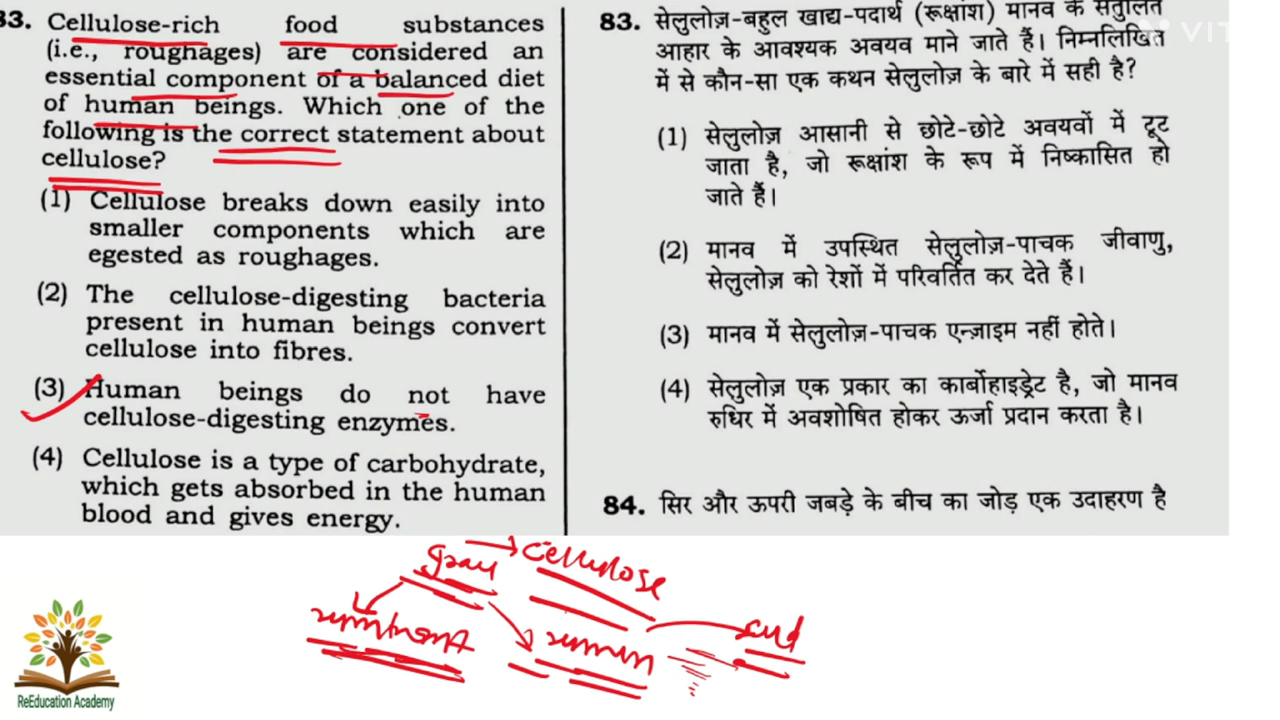 83. Cellulose-rich food substances
(i.e., roughages) are considered an
essential component of a balanced diet
of human beings. Which one of the
following is the correct statement about
cellulose?
(1) Cellulose breaks down easily into
smaller components which are
egested as roughages.
(2) The cellulose-digesting bacteria
present in human beings convert
cellulose into fibres.
(3) Human beings do not have
cellulose-digesting enzymes.
(4) Cellulose is a type of carbohydrate,
which gets absorbed in the human
blood and gives energy.
83. सेलुलोज़-बहुल खाद्य-पदार्थ (रूक्षांश) मानव के संतुलित
आहार के आवश्यक अवयव माने जाते हैं। निम्नलिखित
में से कौन-सा एक कथन सेलुलोज़ के बारे में सही है?
(1) सेलुलोज़ आसानी से छोटे-छोटे अवयवों में टूट
जाता है, जो रूक्षांश के रूप में निष्कासित हो
जाते हैं।
(2) मानव में उपस्थित सेलुलोज़-पाचक जीवाणु,
सेलुलोज़ को रेशों में परिवर्तित कर देते हैं।
(3) मानव में सेलुलोज़-पाचक एन्ज़ाइम नहीं होते।
(4) सेलुलोज़ एक प्रकार का कार्बोहाइड्रेट है, जो मानव
रुधिर में अवशोषित होकर ऊर्जा प्रदान करता है।
84. सिर और ऊपरी जबड़े के बीच का जोड़ एक उदाहरण है
VIT
Cellulose
rumen
cud
ReEducation Academy